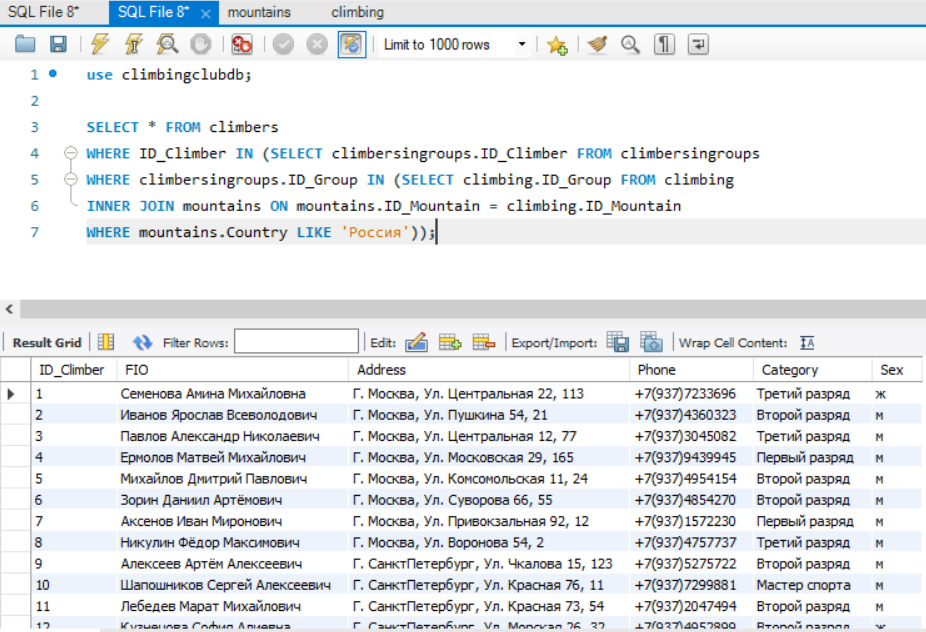 SQL File 8* SQL File 8* mountains climbing
Limit to 1000 rows
1 use climbingclubdb;
2
3 SELECT * FROM climbers
4 WHERE ID_Climber IN (SELECT climbersingroups.ID_Climber FROM climbersingroups
5 WHERE climbersingroups.ID_Group IN (SELECT climbing.ID_Group FROM climbing
6 INNER JOIN mountains ON mountains.ID_Mountain = climbing.ID_Mountain
7 WHERE mountains.Country LIKE 'Россия'));
Result Grid Filter Rows: Edit: Export/Import: Wrap Cell Content: IA
ID_Climber FIO Address Phone Category Sex
1 Семенова Амина Михайловна Г. Москва, Ул. Центральная 22, 113 +7(937)7233696 Третий разряд ж
2 Иванов Ярослав Всеволодович Г. Москва, Ул. Пушкина 54, 21 +7(937)4360323 Второй разряд м
3 Павлов Александр Николаевич Г. Москва, Ул. Центральная 12, 77 +7(937)3045082 Третий разряд м
4 Ермолов Матвей Михайлович Г. Москва, Ул. Московская 29, 165 +7(937)9439945 Первый разряд м
5 Михайлов Дмитрий Павлович Г. Москва, Ул. Комсомольская 11, 24 +7(937)4954154 Второй разряд м
6 Зорин Даниил Артёмович Г. Москва, Ул. Суворова 66, 55 +7(937)4854270 Второй разряд м
7 Аксенов Иван Миронович Г. Москва, Ул. Привокзальная 92, 12 +7(937)1572230 Первый разряд м
8 Никулин Фёдор Максимович Г. Москва, Ул. Воронова 54, 2 +7(937)4757737 Третий разряд м
9 Алексеев Артём Алексеевич Г. СанктПетербург, Ул. Чкалова 15, 123 +7(937)5275722 Второй разряд м
10 Шапошников Сергей Алексеевич Г. СанктПетербург, Ул. Красная 76, 11 +7(937)7299881 Мастер спорта м
11 Лебедев Марат Михайлович Г. СанктПетербург, Ул. Красная 73, 54 +7(937)2047494 Второй разряд м
12 Кузнецова София Алиевна Г. СанктПетербург, Ул. Морская 26, 32 +7(937)4952899 Второй разряд ж